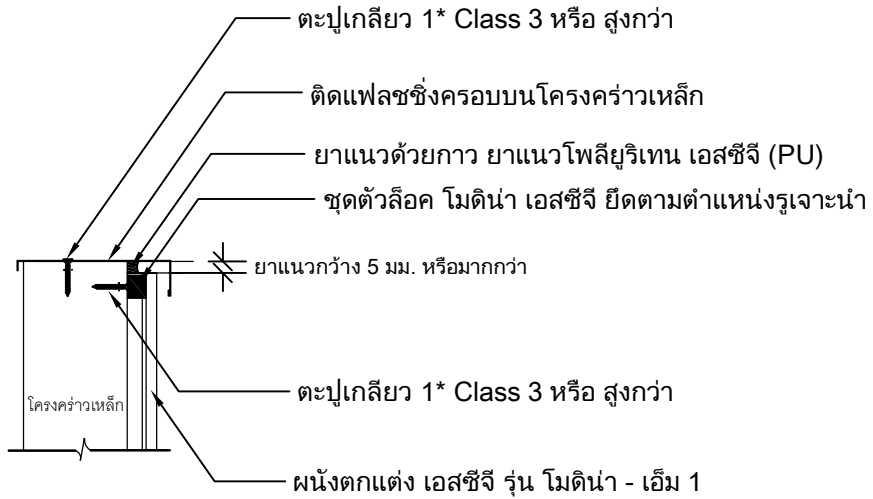 ตะปูเกลียว 1* Class 3 หรือ สูงกว่า
ติดแฟลชชิ่งครอบบนโครงคร่าวเหล็ก
ยาแนวด้วยกาว ยาแนวโพลียูริเทน เอสซีจี (PU)
ชุดตัวล็อค โมดิน่า เอสซีจี ยึดตามตำแหน่งรูเจาะนำ
ยาแนวกว้าง 5 มม. หรือมากกว่า
ตะปูเกลียว 1* Class 3 หรือ สูงกว่า
โครงคร่าวเหล็ก
ผนังตกแต่ง เอสซีจี รุ่น โมดิน่า - เอ็ม 1